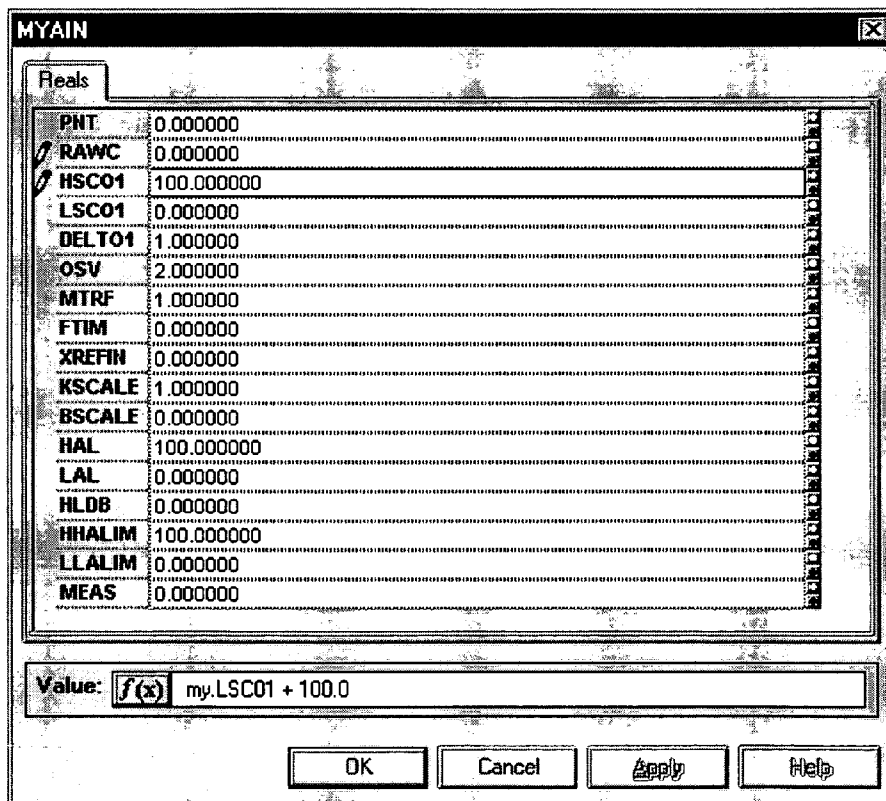 MYAIN
Reals
PNT 0.000000
RAWC 0.000000
HSCO1 100.000000
LSCO1 0.000000
DELTO1 1.000000
OSV 2.000000
MTRF 1.000000
FTIM 0.000000
XREFIN 0.000000
KSCALE 1.000000
BSCALE 0.000000
HAL 100.000000
LAL 0.000000
HLDB 0.000000
HHALIM 100.000000
LLALIM 0.000000
MEAS 0.000000
Value: f(x) my.LSCO1 + 100.0
OK Cancel Apply Help